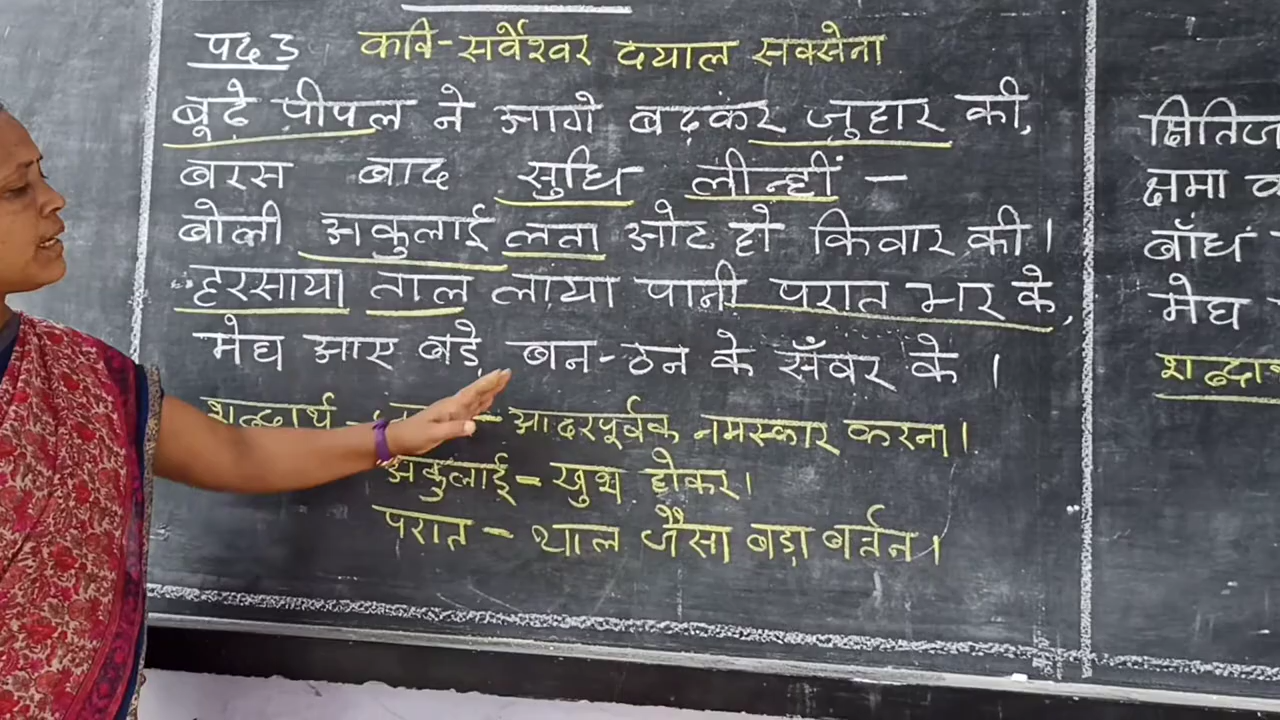 पद 3 कवि-सर्वेश्वर दयाल सक्सेना
बूढ़े पीपल ने आगे बढ़कर जुहार की,
बरस बाद सुधि लीन्हीं –
बोली अकुलाई लता ओट हो किवार की।
हरसाया ताल लाया पानी परात भर के,
मेघ आए बड़े बन-ठन के सँवर के ।
शब्दार्थ – – आदरपूर्वक नमस्कार करना।
अकुलाई – खुश होकर।
परात – थाल जैसा बड़ा बर्तन।
क्षितिज
क्षमा
बाँध
मेघ